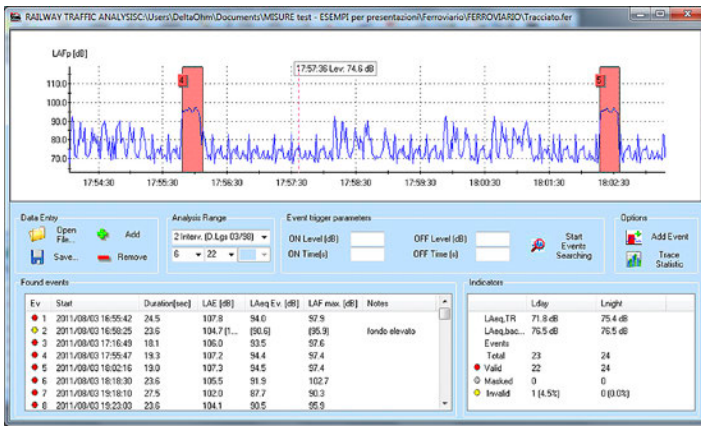 RAILWAY TRAFFIC ANALYSISC:\Users\DeltaOhm\Documents\MISURE test - ESEMPI per presentazioni\Ferroviario\FERROVIARIO\Tracciato.fer
LAFp [dB]
17:57:36 Lev: 74.6 dB
4
5
110.0
100.0
90.0
80.0
70.0
17:54:30 17:55:30 17:56:30 17:57:30 17:58:30 17:59:30 18:00:30 18:01:30 18:02:30
Data Entry
Open File...
Add
Save...
Remove
Analysis Range
2 Interv. (D.Lgs 03/98)
6 22
Event trigger parameters
ON Level (dB)
OFF Level (dB)
ON Time(s)
OFF Time (s)
Start Events Searching
Options
Add Event
Trace Statistic
Found events
Ev Start Duration[sec] LAE [dB] LAeq Ev. [dB] LAF max. [dB] Notes
1 2011/08/03 16:55:42 24.5 107.8 94.0 97.9
2 2011/08/03 16:58:25 23.6 104.7 (1... (90.6) (95.9) fondo elevato
3 2011/08/03 17:16:49 18.1 106.0 93.5 97.6
4 2011/08/03 17:55:47 19.3 107.2 94.4 97.4
5 2011/08/03 18:02:16 19.0 107.3 94.5 97.4
6 2011/08/03 18:18:30 23.6 105.5 91.9 102.7
7 2011/08/03 19:18:10 27.5 102.0 87.7 90.3
8 2011/08/03 19:23:03 23.6 104.1 90.5 95.9
Indicators
Lday Lnight
LAeq,TR 71.8 dB 75.4 dB
LAeq,bac... 76.5 dB 76.5 dB
Events
Total 23 24
Valid 22 24
Masked 0 0
Invalid 1 (4.5%) 0 (0.0%)